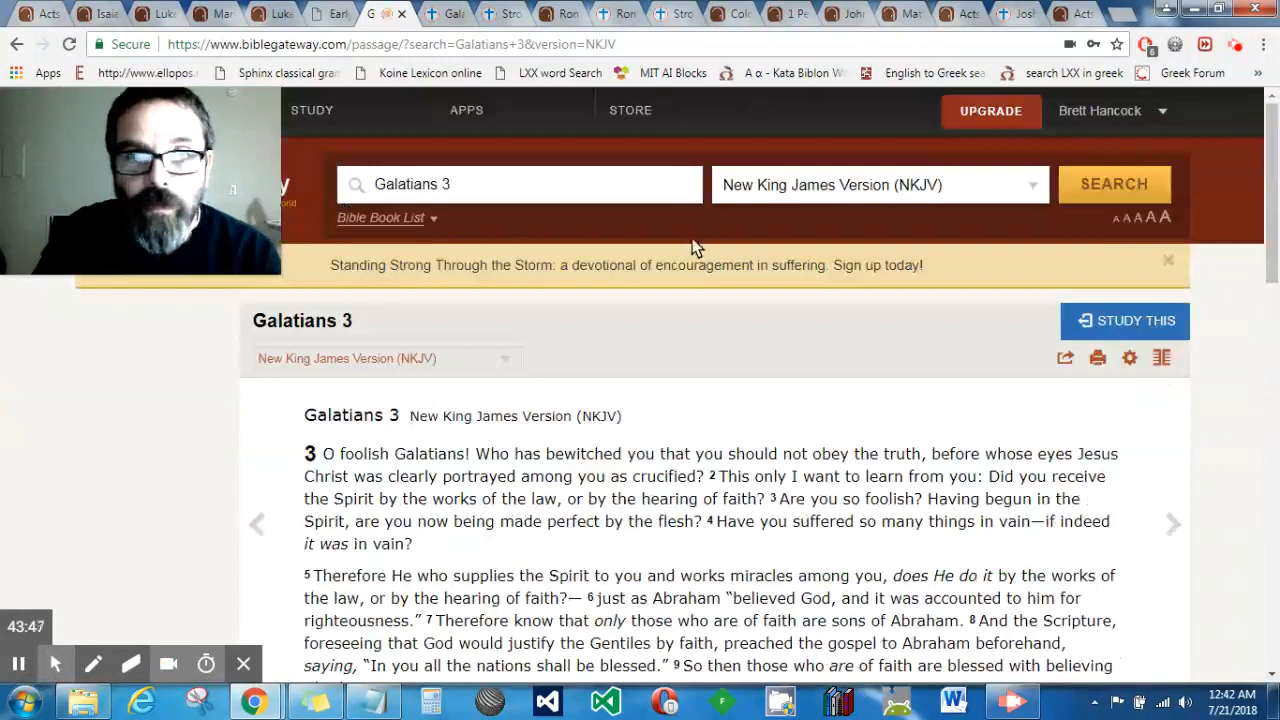 Acts Isaia Luka Mar Luka Early G Gala Stro Ron Ron Stro Colo 1 Pe Johr Mat Acts Josh Acts
Secure https://www.biblegateway.com/passage/?search=Galatians+3&version=NKJV 6
Apps http://www.ellopos. Sphinx classical gra Koine Lexicon online LXX word Search MIT AI Blocks Α α - Kata Biblon W English to Greek sea search LXX in greek Greek Forum »
STUDY APPS STORE UPGRADE Brett Hancock
y Galatians 3 New King James Version (NKJV) SEARCH
Bible Book List A A A A A
Standing Strong Through the Storm: a devotional of encouragement in suffering. Sign up today!
Galatians 3 STUDY THIS
New King James Version (NKJV)
Galatians 3 New King James Version (NKJV)
3 O foolish Galatians! Who has bewitched you that you should not obey the truth, before whose eyes Jesus
Christ was clearly portrayed among you as crucified? 2 This only I want to learn from you: Did you receive
the Spirit by the works of the law, or by the hearing of faith? 3 Are you so foolish? Having begun in the
Spirit, are you now being made perfect by the flesh? 4 Have you suffered so many things in vain—if indeed
it was in vain?
5 Therefore He who supplies the Spirit to you and works miracles among you, does He do it by the works of
the law, or by the hearing of faith?— 6 just as Abraham “believed God, and it was accounted to him for
righteousness.” 7 Therefore know that only those who are of faith are sons of Abraham. 8 And the Scripture,
foreseeing that God would justify the Gentiles by faith, preached the gospel to Abraham beforehand,
saying, “In you all the nations shall be blessed.” 9 So then those who are of faith are blessed with believing
43:47
12:42 AM
7/21/2018